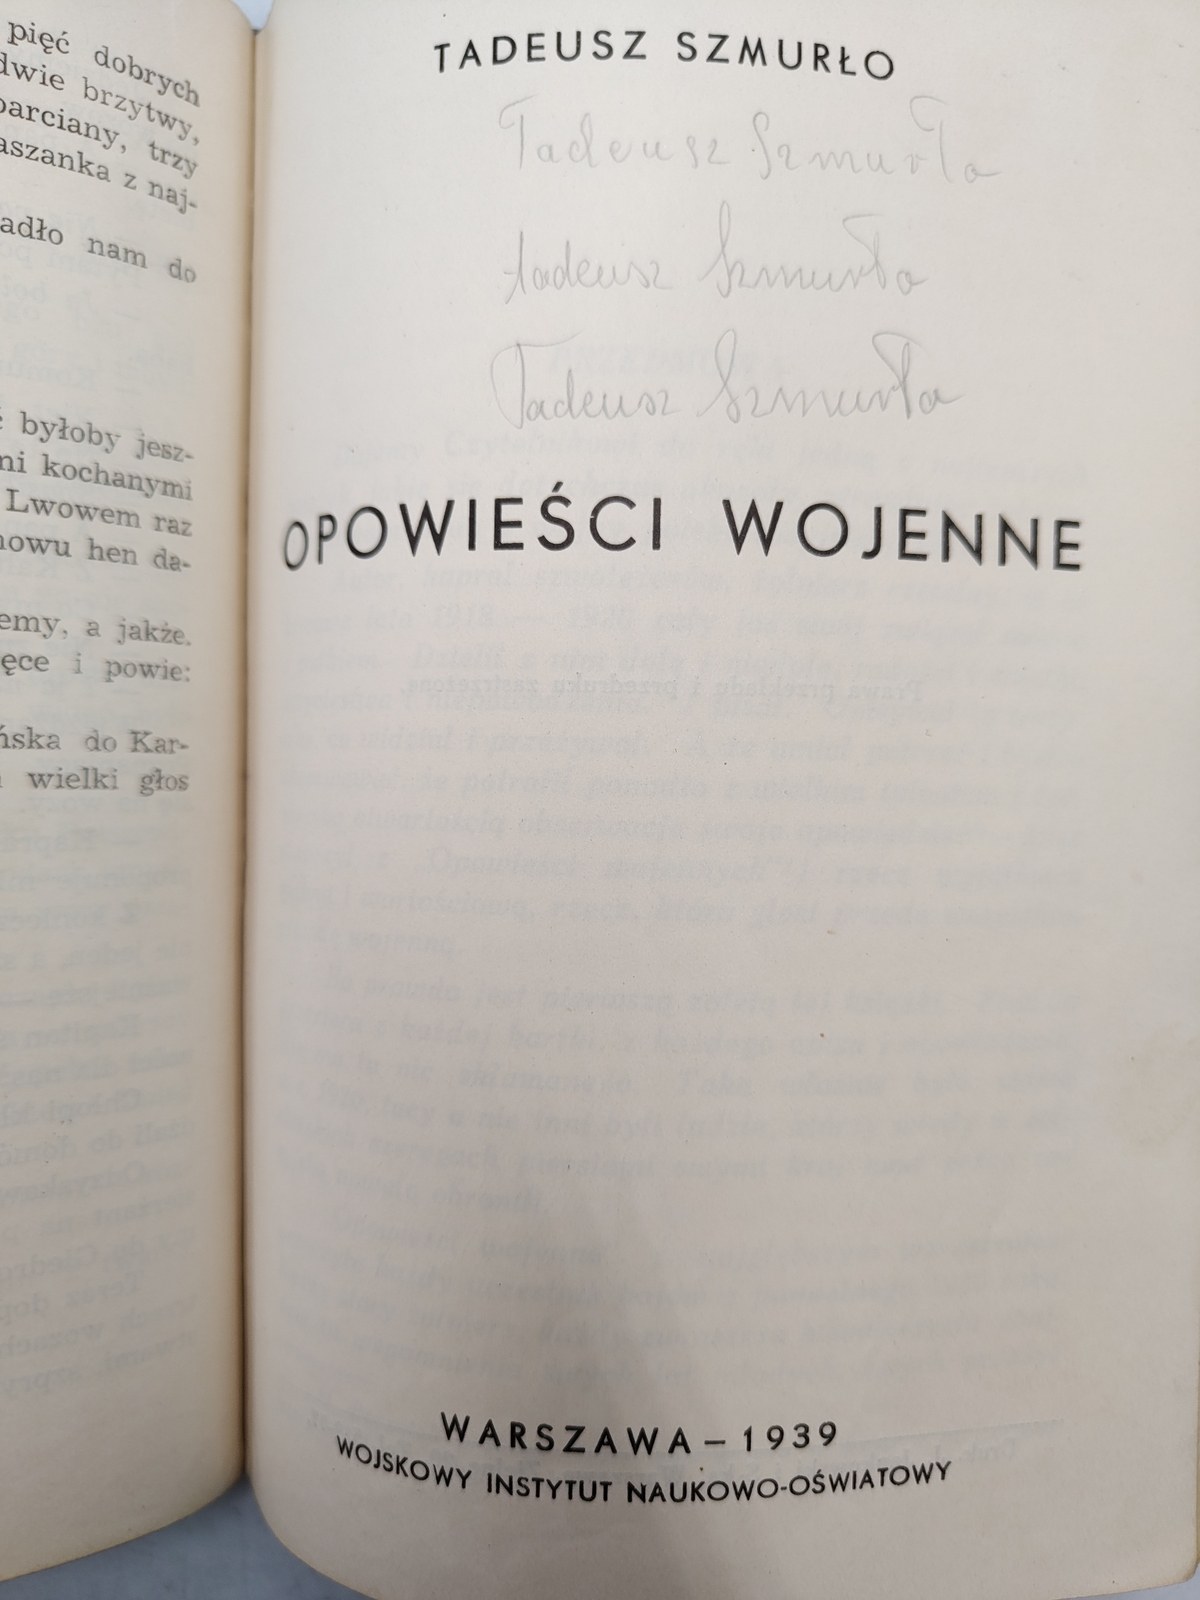 pięć dobrych
dwie brzytwy,
parciany, trzy
aszanka z naj-
adło nam do
byłoby jesz-
mi kochanymi
Lwowem raz
nowu hen da-
emy, a jakże.
ęce i powie:
ńska do Kar-
wielki głos
TADEUSZ SZMURŁO
Tadeusz Szmurło
Tadeusz Szmurło
Tadeusz Szmurło
OPOWIEŚCI WOJENNE
WARSZAWA – 1939
WOJSKOWY INSTYTUT NAUKOWO-OŚWIATOWY